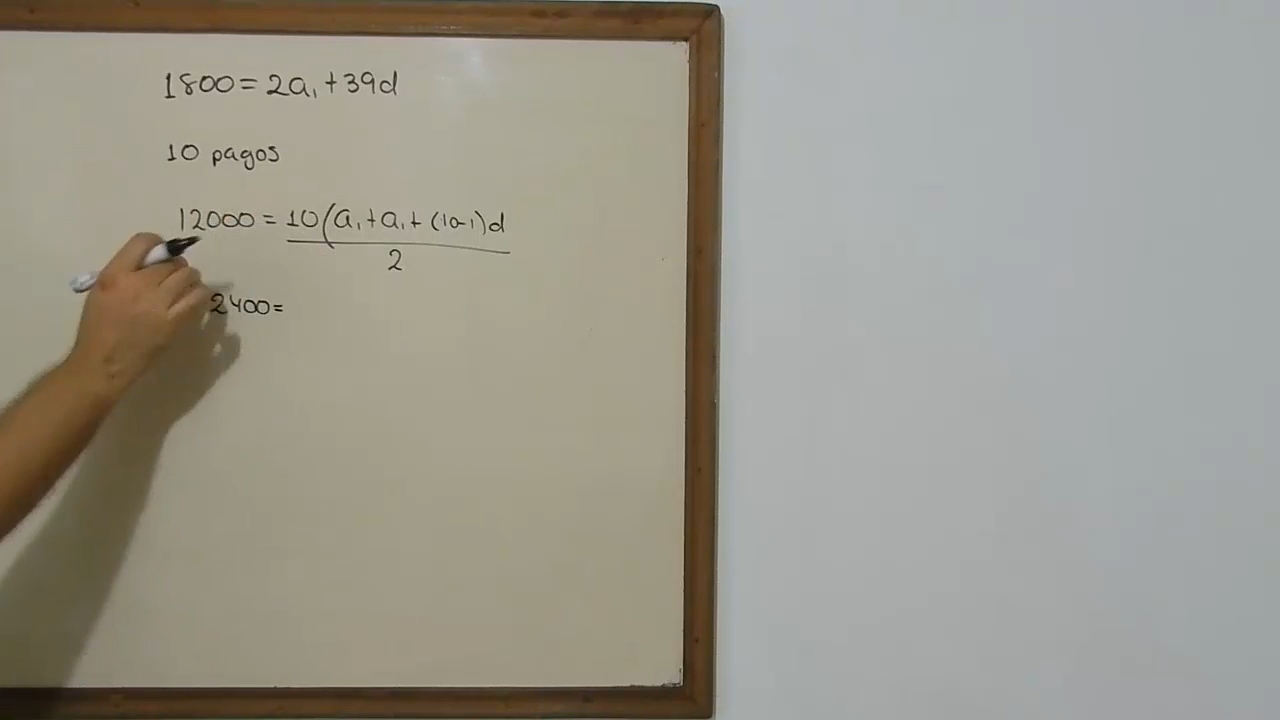 1800 = 2a₁ + 39d
10 pagos
12000 = 10(a₁ + a₁ + (10-1)d
2
2400 =